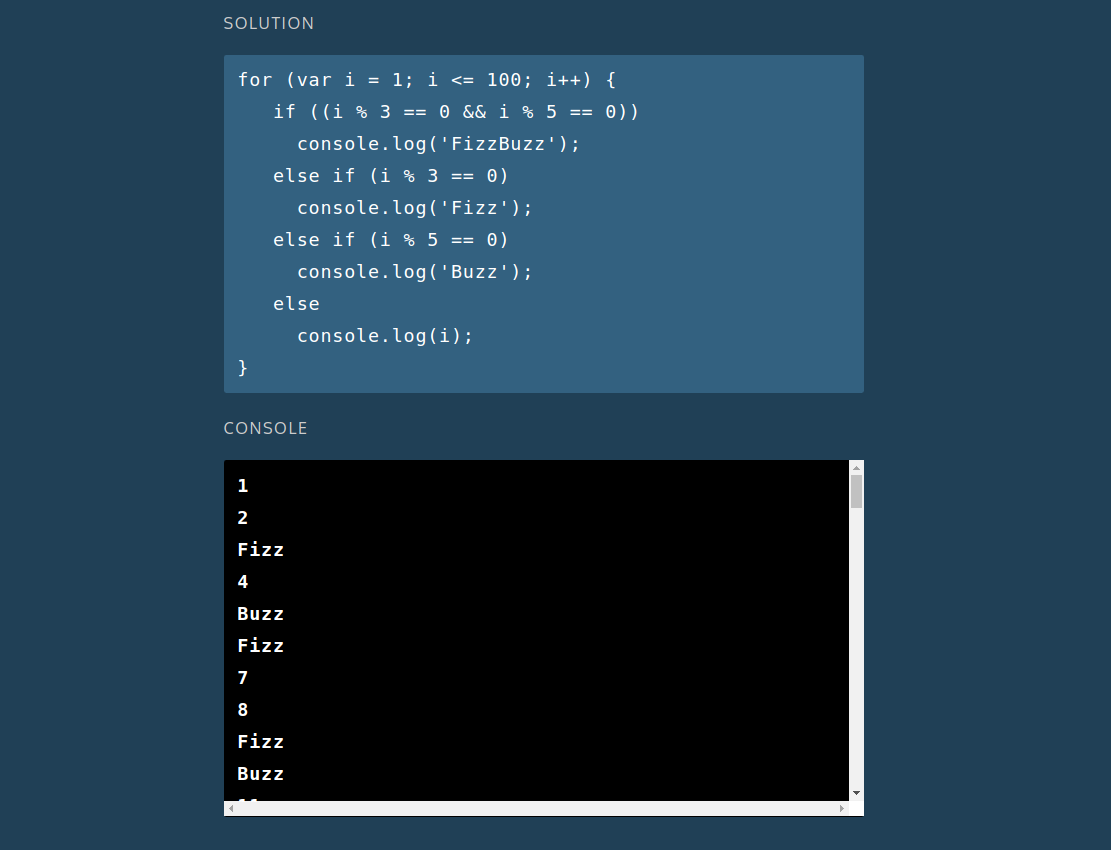 SOLUTION
for (var i = 1; i <= 100; i++) {
   if ((i % 3 == 0 && i % 5 == 0))
     console.log('FizzBuzz');
   else if (i % 3 == 0)
     console.log('Fizz');
   else if (i % 5 == 0)
     console.log('Buzz');
   else
     console.log(i);
}
CONSOLE
1
2
Fizz
4
Buzz
Fizz
7
8
Fizz
Buzz